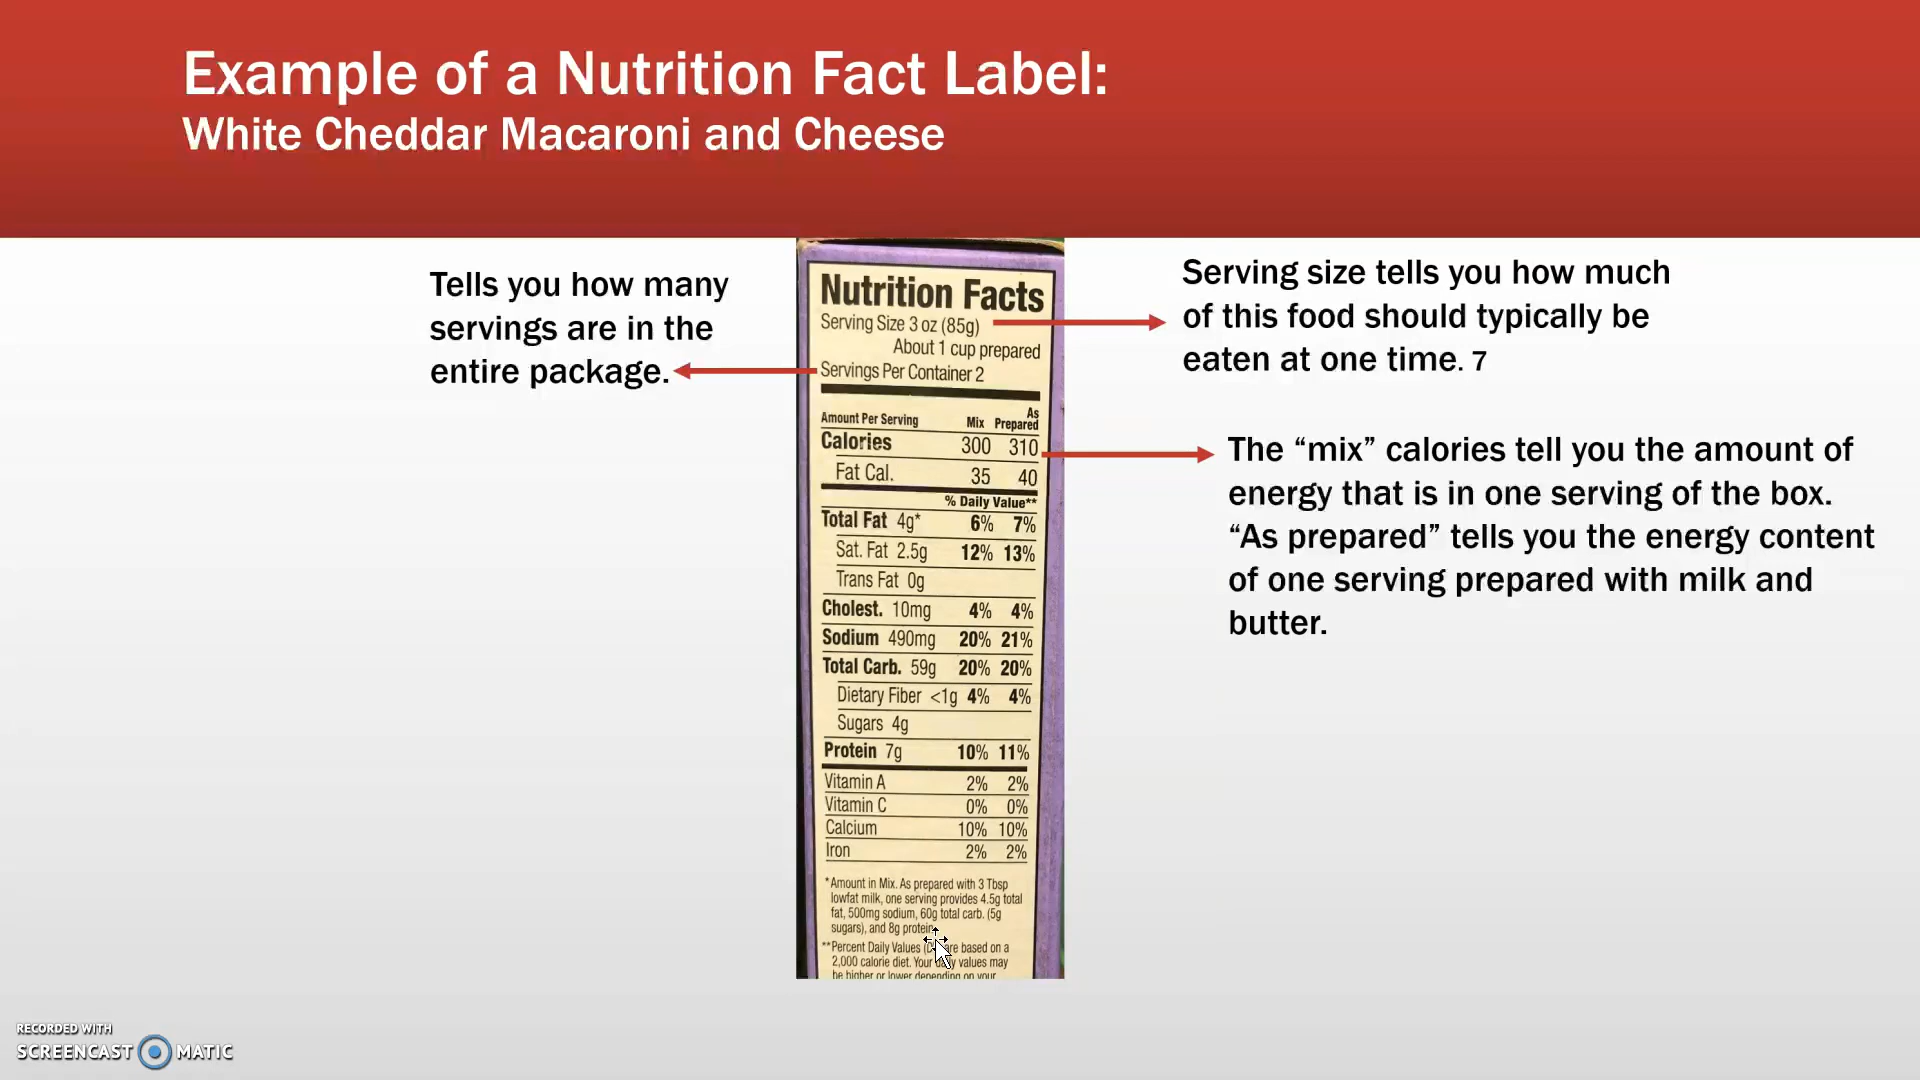 Example of a Nutrition Fact Label:
White Cheddar Macaroni and Cheese
Tells you how many
servings are in the
entire package.
Nutrition Facts
Serving Size 3 oz (85g)
About 1 cup prepared
Servings Per Container 2
Amount Per Serving Mix As Prepared
Calories 300 310
Fat Cal. 35 40
% Daily Value**
Total Fat 4g* 6% 7%
Sat. Fat 2.5g 12% 13%
Trans Fat 0g
Cholest. 10mg 4% 4%
Sodium 490mg 20% 21%
Total Carb. 59g 20% 20%
Dietary Fiber <1g 4% 4%
Sugars 4g
Protein 7g 10% 11%
Vitamin A 2% 2%
Vitamin C 0% 0%
Calcium 10% 10%
Iron 2% 2%
*Amount in Mix. As prepared with 3 Tbsp
lowfat milk, one serving provides 4.5g total
fat, 500mg sodium, 60g total carb. (5g
sugars), and 8g protein.
**Percent Daily Values are based on a
2,000 calorie diet. Your daily values may
be higher or lower depending on your
Serving size tells you how much
of this food should typically be
eaten at one time. 7
The “mix” calories tell you the amount of
energy that is in one serving of the box.
“As prepared” tells you the energy content
of one serving prepared with milk and
butter.
RECORDED WITH
SCREENCAST MATIC